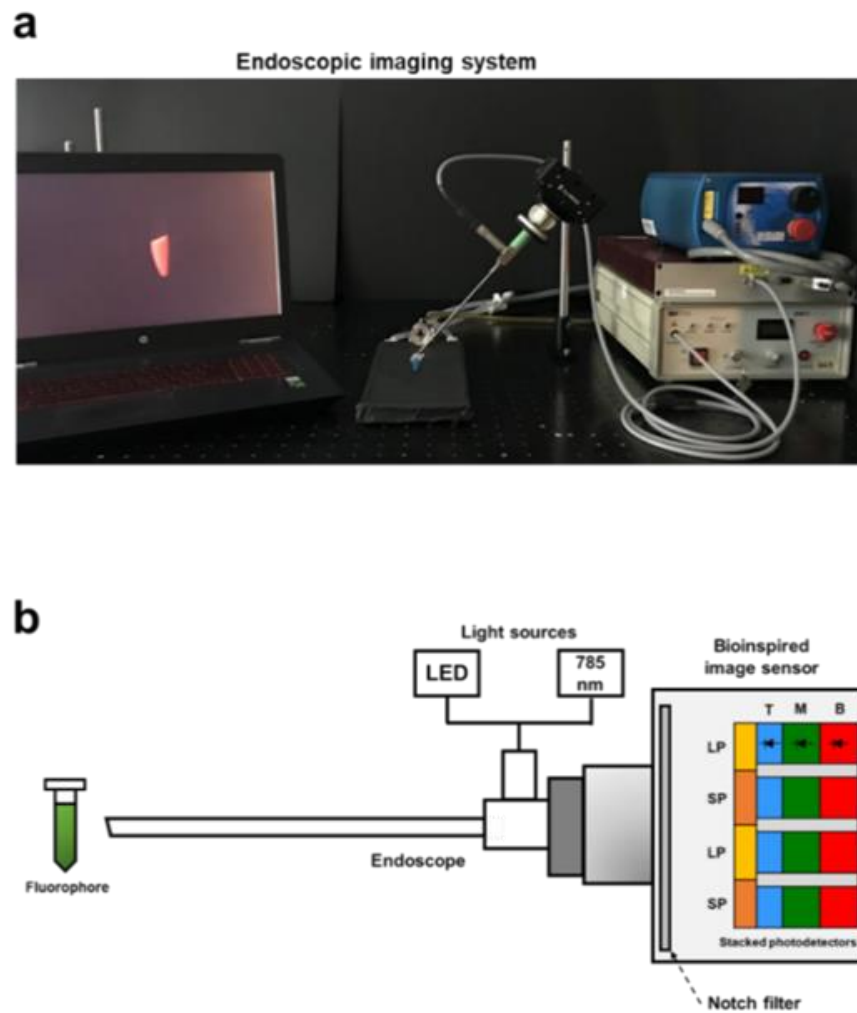 a
Endoscopic imaging system
b
Light sources
LED
785
nm
Bioinspired
image sensor
T M B
LP
SP
LP
SP
Endoscope
Fluorophore
Stacked photodetectors
Notch filter